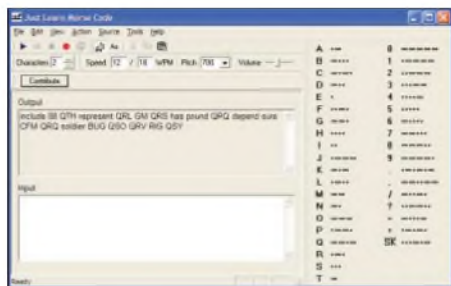 Just Learn Morse Code
File Edit View Action Source Tools Help
Characters 2 Speed 12 / 18 WPM Pitch 700 Volume
Contribute
Output
include 88 QTH represent QRL GM QRS has pound QRQ depend
CFM QRQ soldier BUG QSO QRV RIG QSY
Input
Ready
A 0
B 1
C 2
D 3
E 4
F 5
G 6
H 7
I 8
J 9
K .
L ,
M /
N ?
O =
P +
Q SK
R
S
T